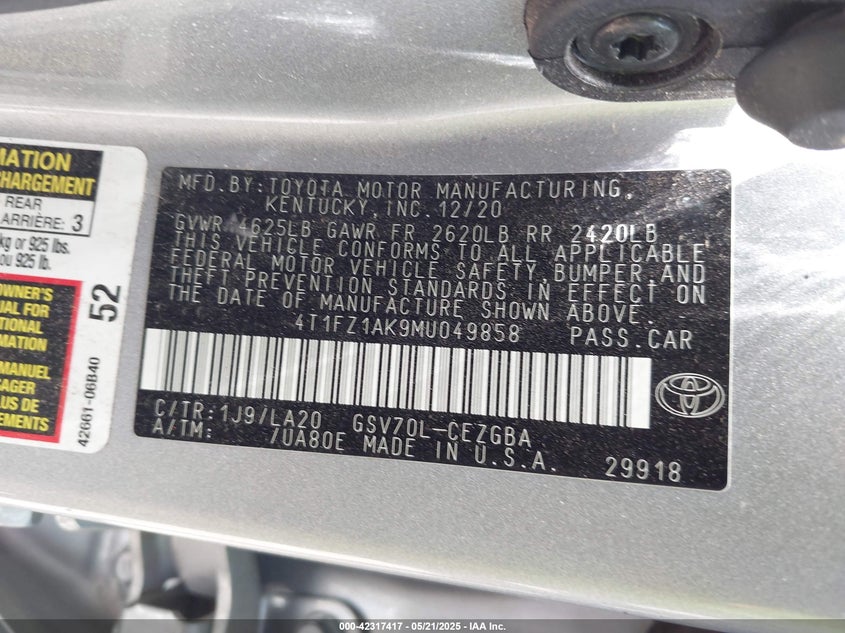 MATION
CHARGEMENT
REAR
ARRIÈRE: 3
kg or 925 lbs.
ou 925 lb.
OWNER'S
UAL FOR
TIONAL
RMATION
MANUEL
AGER
LUS DE
EMENTS
52
42661-06B40
MFD. BY: TOYOTA MOTOR MANUFACTURING,
KENTUCKY, INC. 12/20
GVWR 4625LB GAWR FR 2620LB RR 2420LB
THIS VEHICLE CONFORMS TO ALL APPLICABLE
FEDERAL MOTOR VEHICLE SAFETY, BUMPER AND
THEFT PREVENTION STANDARDS IN EFFECT ON
THE DATE OF MANUFACTURE SHOWN ABOVE.
4T1FZ1AK9MU049858 PASS.CAR
TOYOTA
C/TR: 1J9/LA20 GSV70L-CEZGBA
A/TM: /UA80E MADE IN U.S.A. 29918
000-42317417 - 05/21/2025 - IAA Inc.